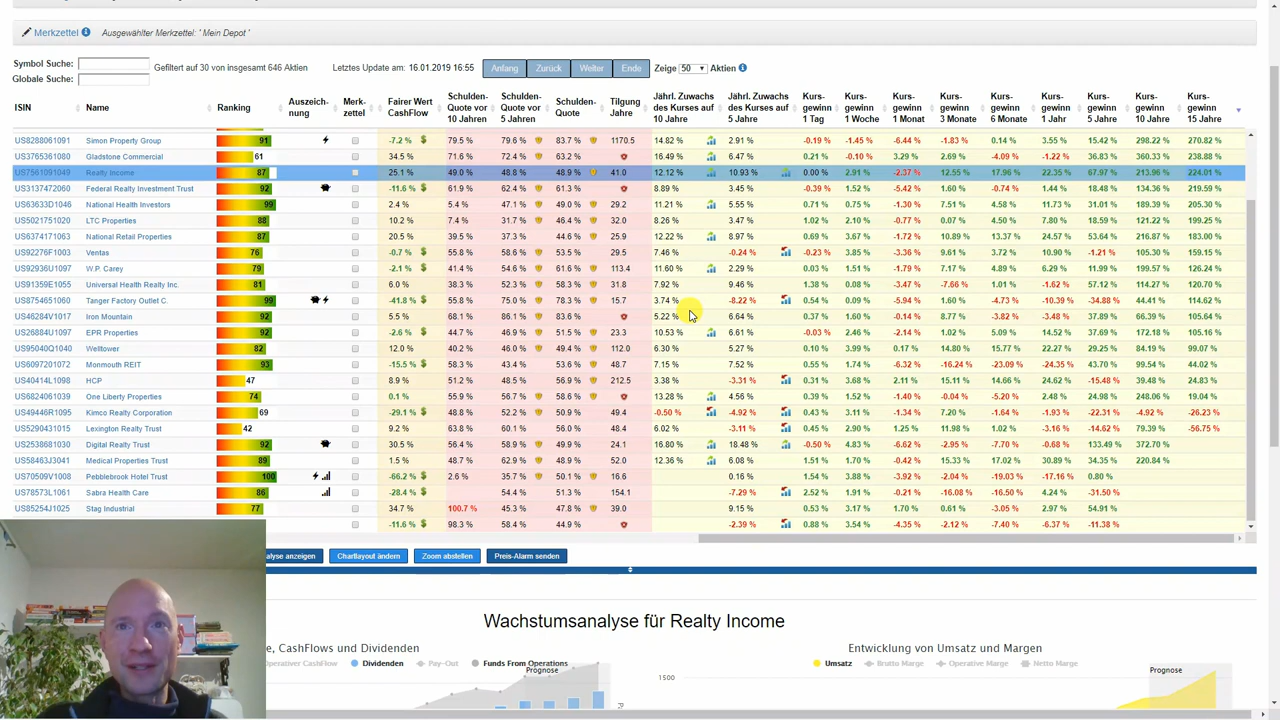 Merkzettel Ausgewählter Merkzettel: ' Mein Depot '
Symbol Suche: Gefiltert auf 30 von insgesamt 646 Aktien Letztes Update am: 16.01.2019 16:55 Anfang Zurück Weiter Ende Zeige 50 Aktien
Globale Suche:
ISIN Name Ranking Auszeich-nung Merk-zettel Fairer Wert CashFlow Schulden-Quote vor 10 Jahren Schulden-Quote vor 5 Jahren Schulden-Quote Tilgung Jahre Jährl. Zuwachs des Kurses auf 10 Jahre Jährl. Zuwachs des Kurses auf 5 Jahre Kurs-gewinn 1 Tag Kurs-gewinn 1 Woche Kurs-gewinn 1 Monat Kurs-gewinn 3 Monate Kurs-gewinn 6 Monate Kurs-gewinn 1 Jahr Kurs-gewinn 5 Jahre Kurs-gewinn 10 Jahre Kurs-gewinn 15 Jahre
US8288061091 Simon Property Group 91 -7.2 % $ 79.5 % 79.6 % 83.7 % 1170.5 14.82 % 3.45 % -0.19 % -1.45 % -6.44 % -1.83 % 0.14 % 3.55 % 15.42 % 298.22 % 270.82 %
US3765361080 Gladstone Commercial 61 34.5 % 71.6 % 72.4 % 63.2 % 16.49 % 6.47 % 0.21 % -0.10 % 3.29 % 2.69 % -4.09 % -1.22 % 36.83 % 360.33 % 238.88 %
US7561091049 Realty Income 87 25.1 % 49.0 % 48.8 % 48.9 % 41.0 12.12 % 10.93 % 0.00 % 2.91 % -2.37 % 12.55 % 17.96 % 22.35 % 67.97 % 213.96 % 224.01 %
US3137472060 Federal Realty Investment Trust 92 -11.6 % $ 62.9 % 61.4 % 61.3 % 8.89 % 3.45 % -0.39 % 1.52 % -5.42 % 1.60 % -0.74 % 1.44 % 18.48 % 134.36 % 219.59 %
US63633D1046 National Health Investors 99 2.4 % 5.4 % 47.1 % 49.0 % 29.2 11.21 % 5.55 % 0.71 % 0.75 % -1.30 % 7.51 % 4.58 % 11.73 % 31.01 % 189.39 % 205.30 %
US5021751020 LTC Properties 88 10.2 % 7.4 % 31.7 % 46.4 % 32.0 8.26 % 3.47 % 1.02 % 2.10 % -0.77 % 0.07 % 4.50 % 7.80 % 14.18 % 121.22 % 199.25 %
US6374171063 National Retail Properties 87 20.5 % 39.5 % 37.3 % 44.6 % 25.9 12.22 % 8.97 % 0.69 % 3.67 % -1.72 % 10.89 % 13.37 % 24.57 % 53.64 % 216.87 % 183.00 %
US92276F1003 Ventas 76 -0.7 % $ 55.8 % 58.6 % 53.5 % 29.5 7.46 % -0.24 % -0.23 % 3.85 % -3.36 % 9.61 % 3.72 % 10.90 % -1.21 % 105.30 % 159.15 %
US92936U1097 W.P. Carey 79 -2.1 % $ 41.4 % 54.6 % 61.6 % 113.4 11.60 % 2.29 % 0.03 % 1.51 % -1.79 % 7.17 % 4.89 % 6.29 % 11.99 % 199.57 % 126.24 %
US91359E1055 Universal Health Realty Inc. 81 6.0 % 38.3 % 52.3 % 58.3 % 31.8 7.92 % 9.46 % 1.38 % 0.08 % -3.47 % -7.66 % 1.01 % -1.62 % 57.12 % 114.27 % 120.70 %
US8754651060 Tanger Factory Outlet C. 99 -41.8 % $ 55.8 % 75.0 % 78.3 % 15.7 3.74 % -8.22 % 0.54 % 0.09 % -5.94 % 1.60 % -4.73 % -10.39 % -34.88 % 44.41 % 114.62 %
US46284V1017 Iron Mountain 92 5.5 % 68.1 % 86.1 % 83.6 % 5.22 % 6.64 % 0.37 % 1.60 % -0.14 % 8.77 % -3.82 % -3.48 % 37.89 % 66.39 % 105.64 %
US26884U1097 EPR Properties 92 -2.6 % $ 44.7 % 46.9 % 51.5 % 23.3 10.53 % 6.61 % -0.03 % 2.46 % -2.14 % 1.02 % 5.09 % 14.52 % 37.69 % 172.18 % 105.16 %
US95040Q1040 Welltower 82 12.0 % 40.2 % 46.0 % 49.4 % 112.0 6.30 % 5.27 % 0.10 % 3.99 % 0.17 % 14.80 % 15.77 % 22.27 % 29.25 % 84.19 % 99.07 %
US6097201072 Monmouth REIT 93 -15.5 % $ 58.6 % 53.4 % 43.4 % 48.7 7.15 % 7.52 % 0.55 % 1.74 % -6.32 % -16.24 % -23.09 % -24.35 % 43.70 % 99.54 % 44.02 %
US40414L1098 HCP 47 8.9 % 51.2 % 48.5 % 56.9 % 212.5 3.38 % -3.31 % 0.31 % 3.68 % 2.11 % 15.11 % 14.66 % 24.62 % -15.48 % 39.48 % 24.83 %
US6824061039 One Liberty Properties 74 0.1 % 55.9 % 56.7 % 58.6 % 13.28 % 4.56 % 0.39 % 1.52 % -1.40 % -0.04 % -5.20 % 2.48 % 24.98 % 248.06 % 19.04 %
US49446R1095 Kimco Realty Corporation 69 -29.1 % $ 48.8 % 52.2 % 50.9 % 49.4 -0.50 % -4.92 % 0.43 % 3.11 % -1.34 % 7.20 % -1.64 % -1.93 % -22.31 % -4.92 % -26.23 %
US5290431015 Lexington Realty Trust 42 9.2 % 63.8 % 60.1 % 56.0 % 48.4 6.02 % -3.11 % 0.45 % 2.90 % 1.25 % 11.98 % 1.02 % -3.16 % -14.62 % 79.39 % -56.75 %
US2538681030 Digital Realty Trust 92 30.5 % 56.4 % 58.9 % 49.9 % 24.1 16.80 % 18.48 % -0.50 % 4.83 % -6.62 % -2.95 % -7.70 % -0.68 % 133.49 % 372.70 %
US58463J3041 Medical Properties Trust 89 1.5 % 48.7 % 62.9 % 48.9 % 52.0 12.36 % 6.08 % 1.51 % 1.70 % -0.42 % 15.33 % 17.02 % 30.89 % 34.35 % 220.84 %
US70509V1008 Pebblebrook Hotel Trust 100 -66.2 % $ 2.6 % 35.7 % 50.1 % 16.6 0.16 % 1.48 % 3.92 % -2.04 % -3.92 % -19.03 % -17.16 % 0.80 %
US78573L1061 Sabra Health Care 86 -28.4 % $ 54.4 % 51.3 % 154.1 -7.29 % 2.52 % 1.91 % -0.21 % -16.08 % -16.50 % 4.24 % -31.50 %
US85254J1025 Stag Industrial 77 34.7 % 100.7 % 45.3 % 47.8 % 39.0 9.15 % 0.53 % 3.17 % 1.70 % 0.61 % -3.05 % 2.97 % 54.91 %
-11.6 % $ 98.3 % 58.4 % 44.9 % -2.39 % 0.88 % 3.54 % -4.35 % -2.12 % -7.40 % -6.37 % -11.38 %
alyse anzeigen Chartlayout ändern Zoom abstellen Preis-Alarm senden
Wachstumsanalyse für Realty Income
e, CashFlows und Dividenden Entwicklung von Umsatz und Margen
Operativer CashFlow Dividenden Pay-Out Funds From Operations Umsatz Brutto Marge Operative Marge Netto Marge
Prognose 1500 Prognose